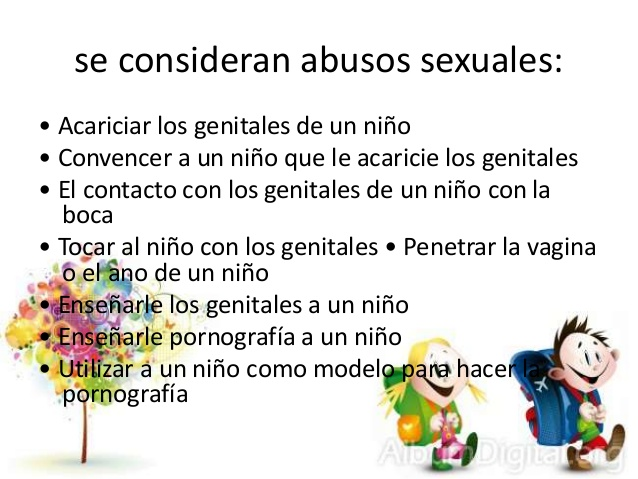 se consideran abusos sexuales:
• Acariciar los genitales de un niño
• Convencer a un niño que le acaricie los genitales
• El contacto con los genitales de un niño con la
boca
• Tocar al niño con los genitales • Penetrar la vagina
o el ano de un niño
• Enseñarle los genitales a un niño
• Enseñarle pornografía a un niño
• Utilizar a un niño como modelo para hacer la
pornografía
AlbumDigital.org